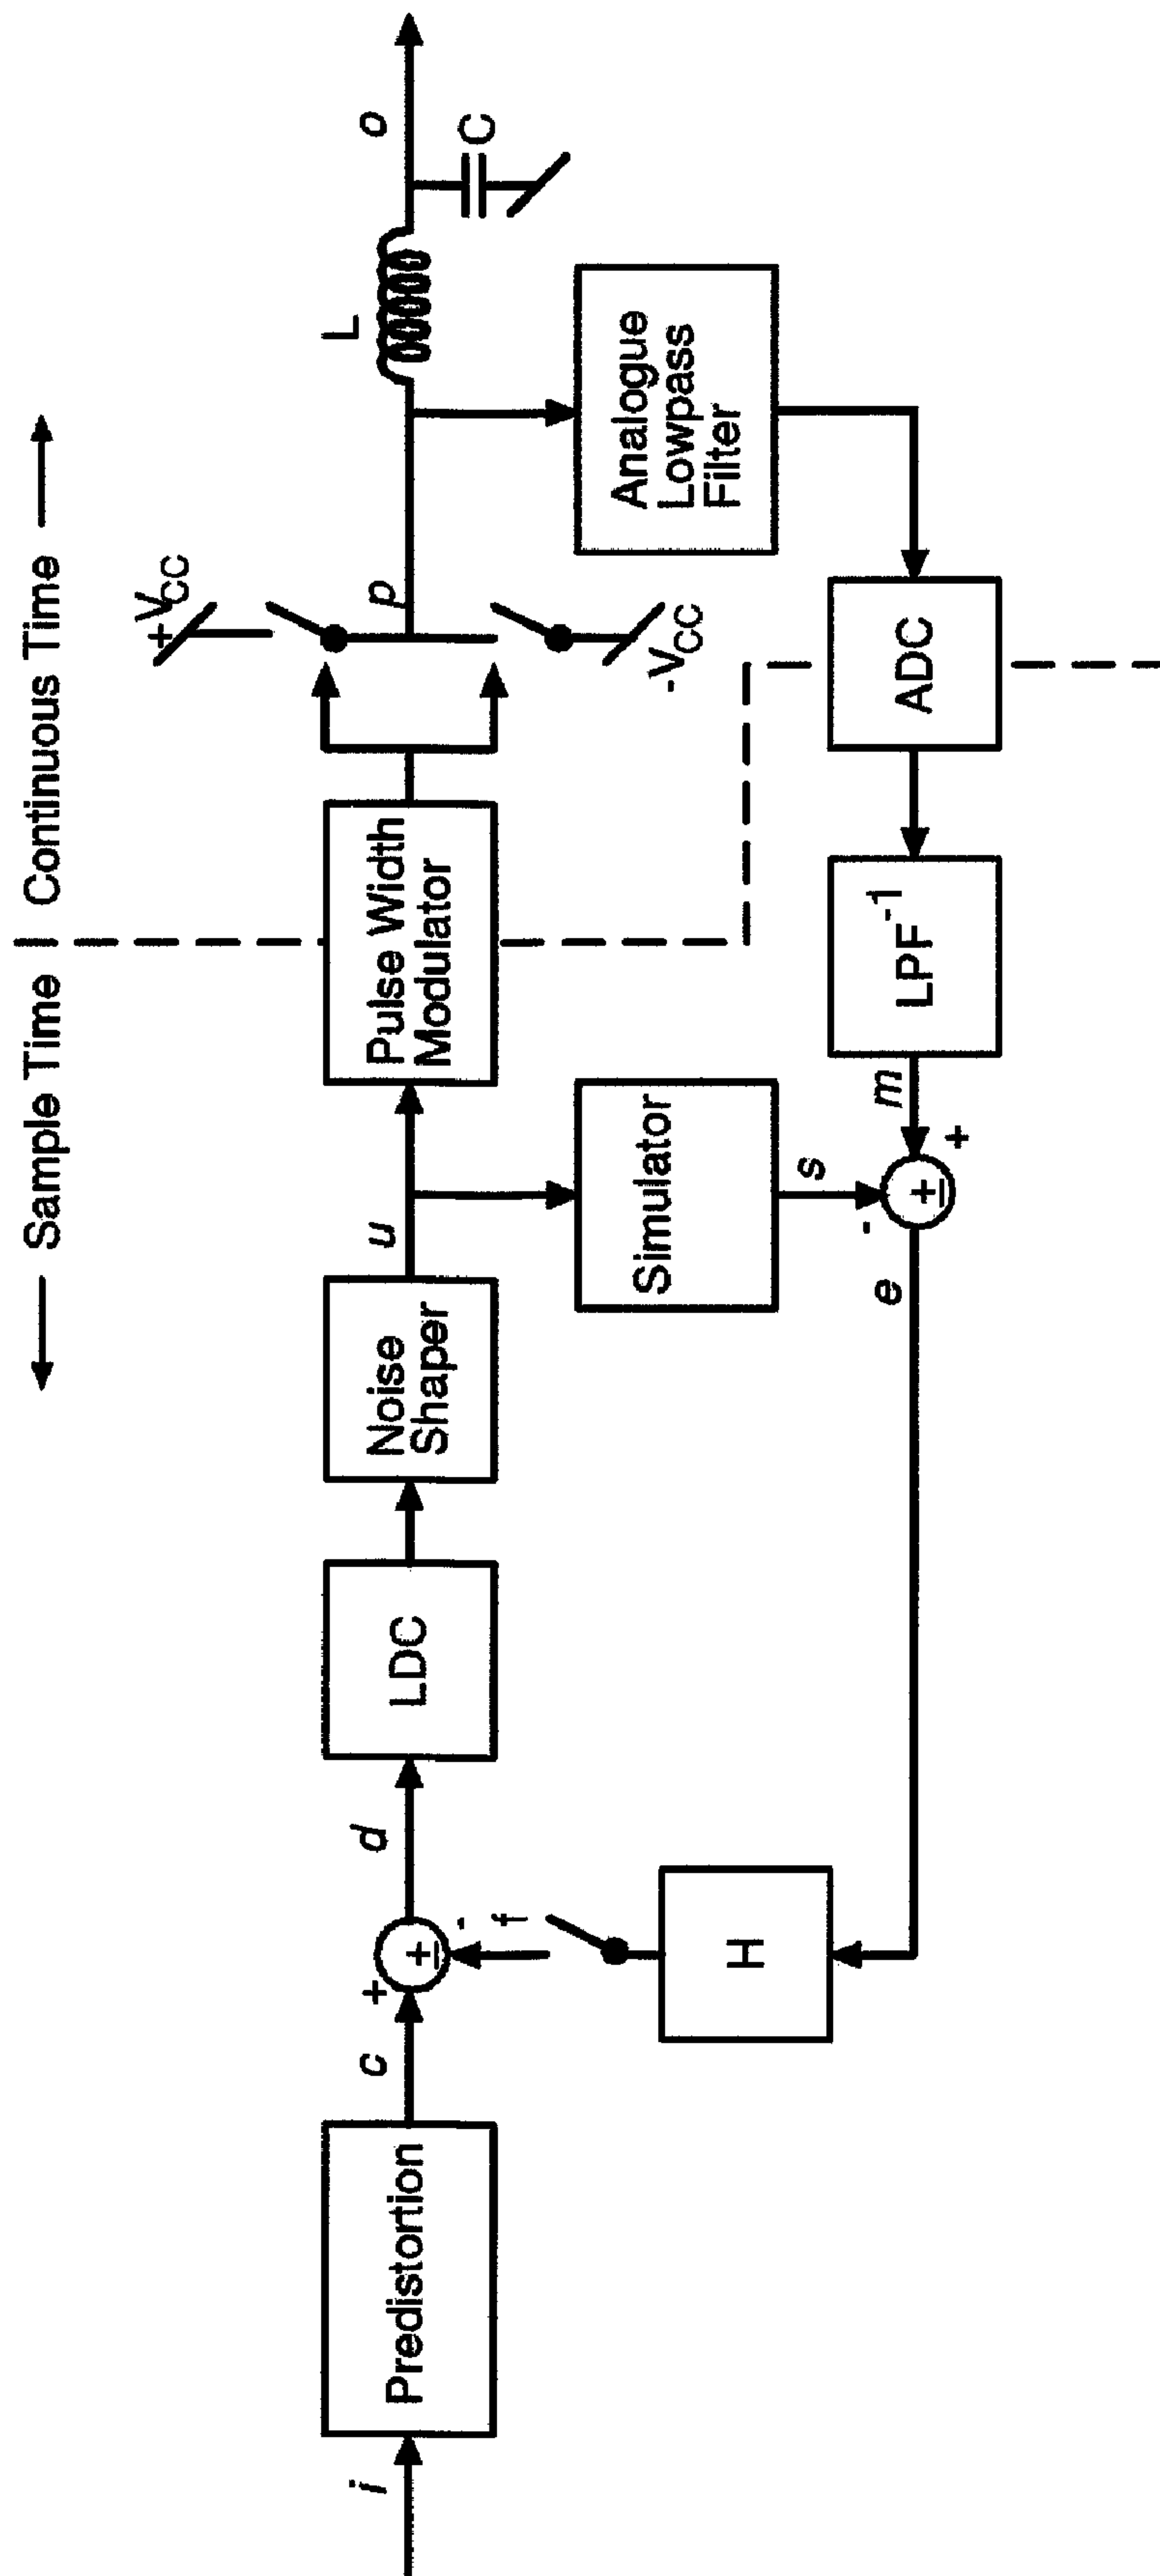 Sample Time
Continuous Time
+VCC
-VCC
i
Predistortion
c
+
±
-
f
d
LDC
Noise
Shaper
u
Pulse Width
Modulator
p
L
o
C
Analogue
Lowpass
Filter
ADC
LPF-1
m
+
±
-
s
Simulator
e
H